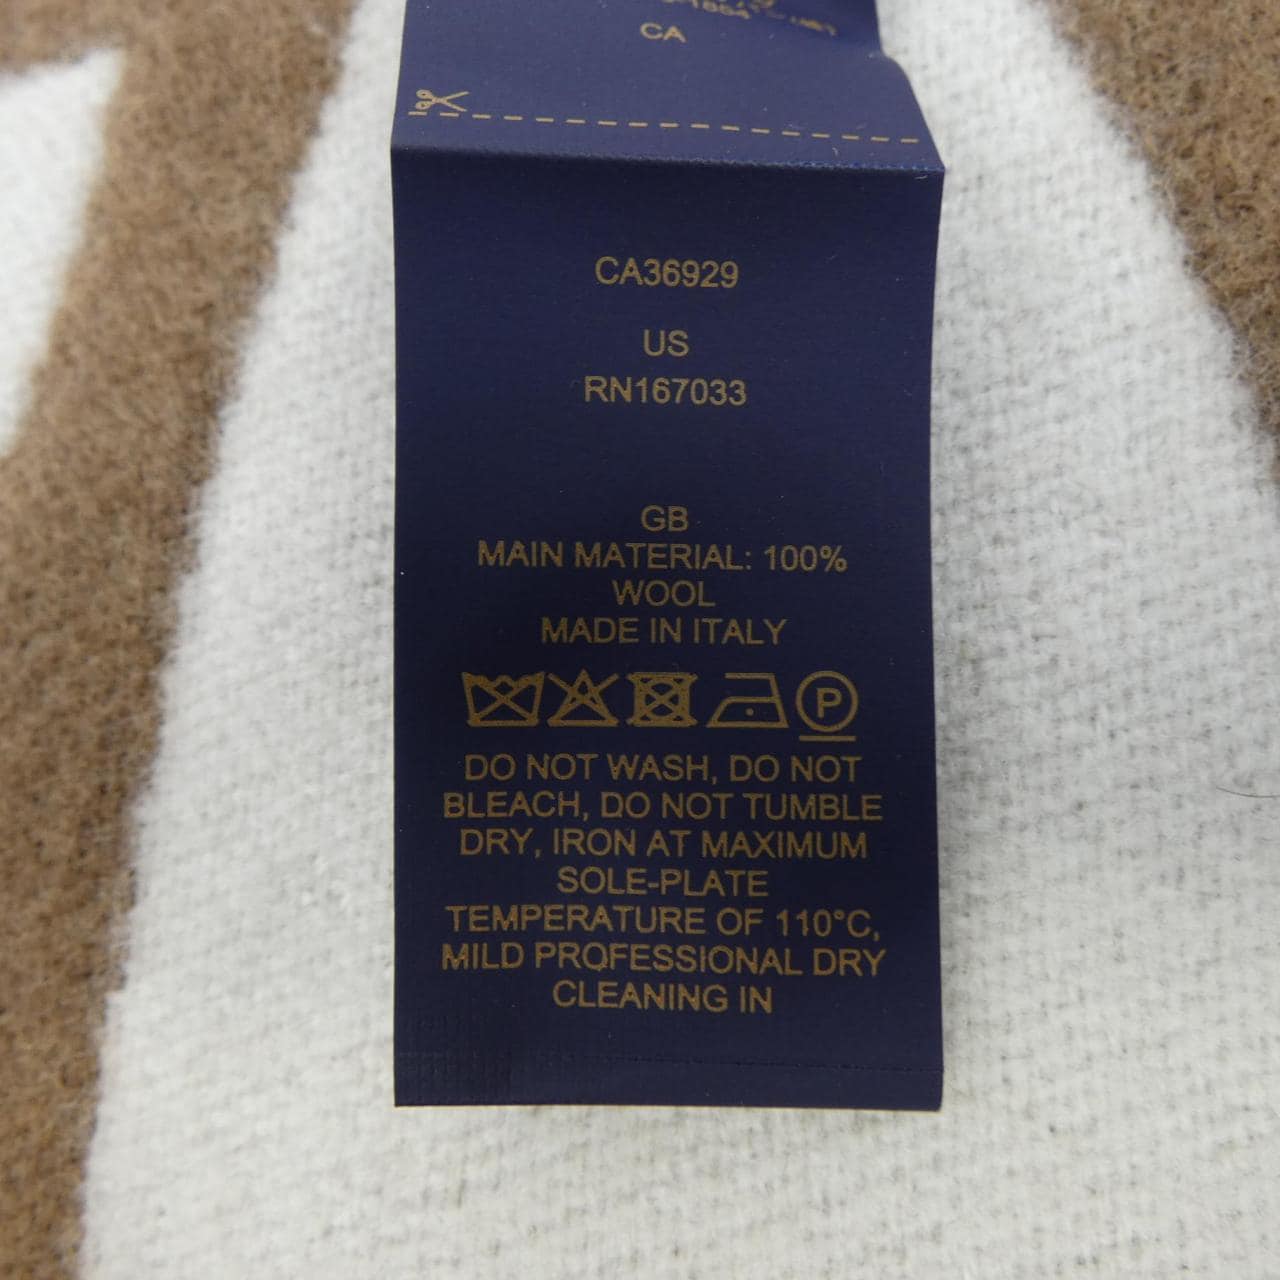 CA
CA36929
US
RN167033
GB
MAIN MATERIAL: 100%
WOOL
MADE IN ITALY
P
DO NOT WASH, DO NOT
BLEACH, DO NOT TUMBLE
DRY, IRON AT MAXIMUM
SOLE-PLATE
TEMPERATURE OF 110°C,
MILD PROFESSIONAL DRY
CLEANING IN